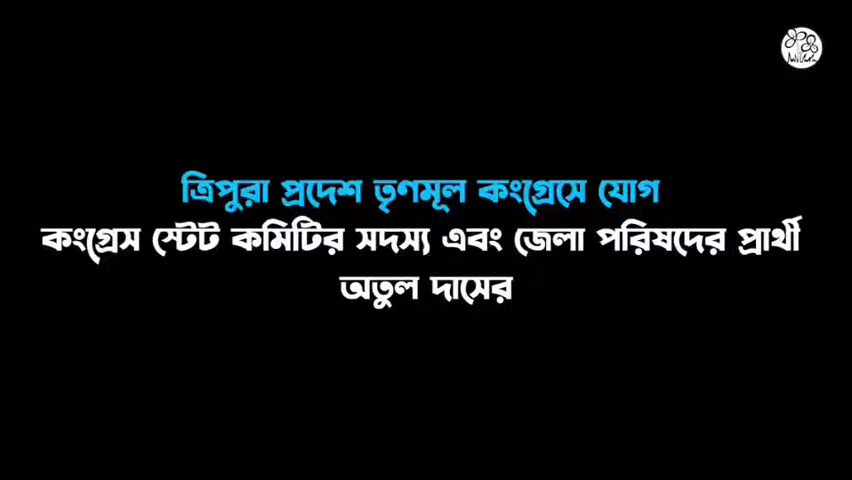 ত্রিপুরা প্রদেশ তৃণমূল কংগ্রেসে যোগ
কংগ্রেস স্টেট কমিটির সদস্য এবং জেলা পরিষদের প্রার্থী
অতুল দাসের